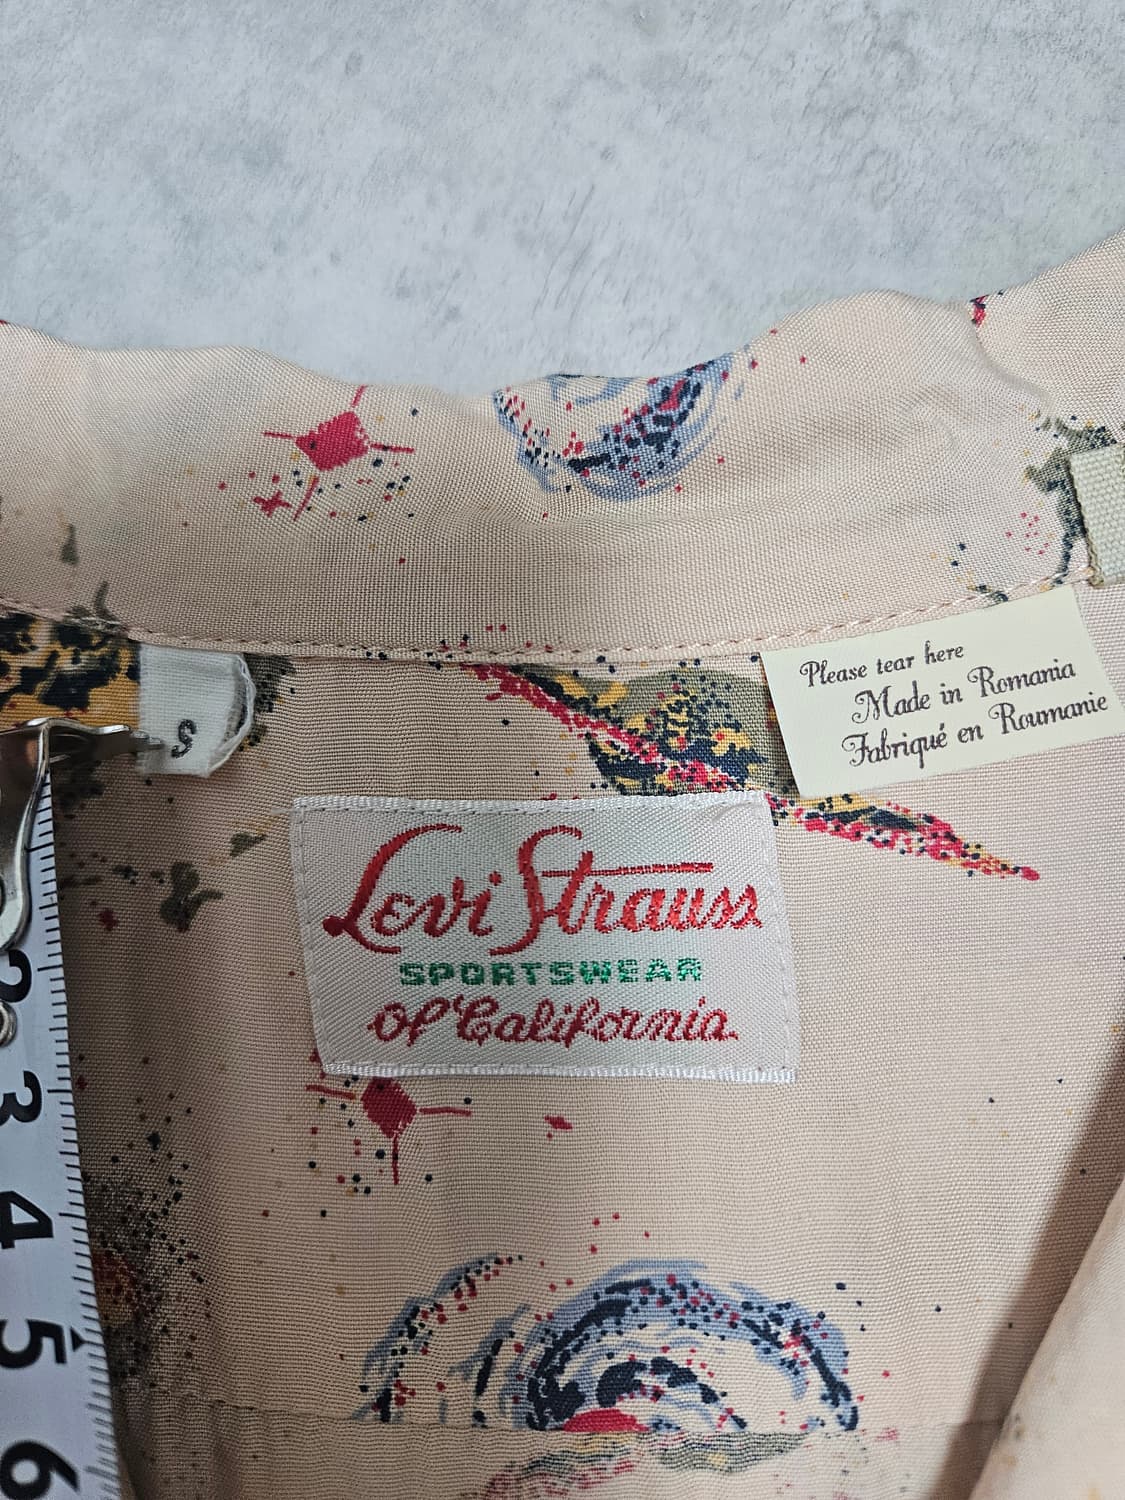 S
Please tear here
Made in Romania
Fabriqué en Roumanie
Levi Strauss
SPORTSWEAR
of California
2
3
4
5
6